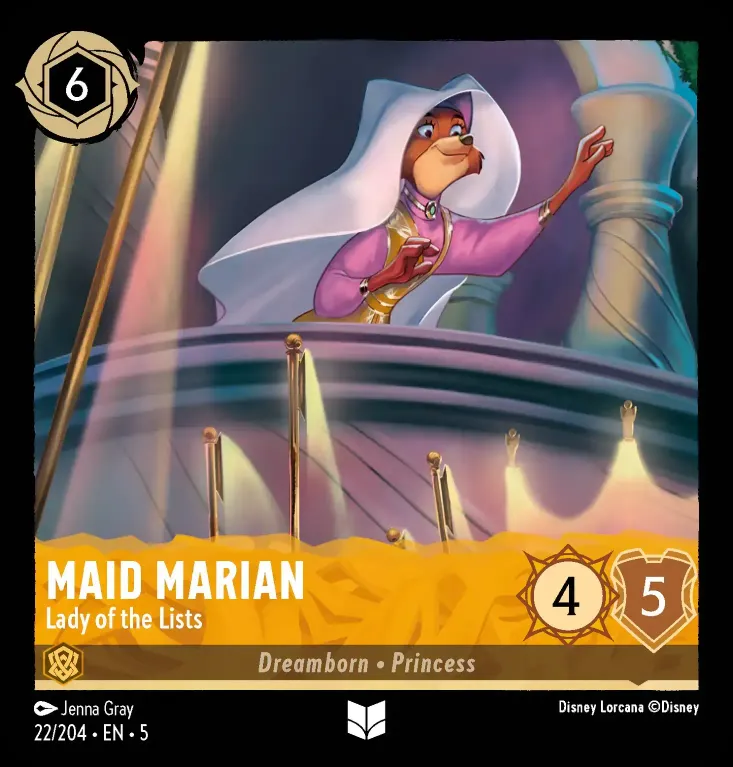 6
MAID MARIAN
Lady of the Lists
4
5
Dreamborn • Princess
Jenna Gray
22/204 • EN • 5
Disney Lorcana ©Disney